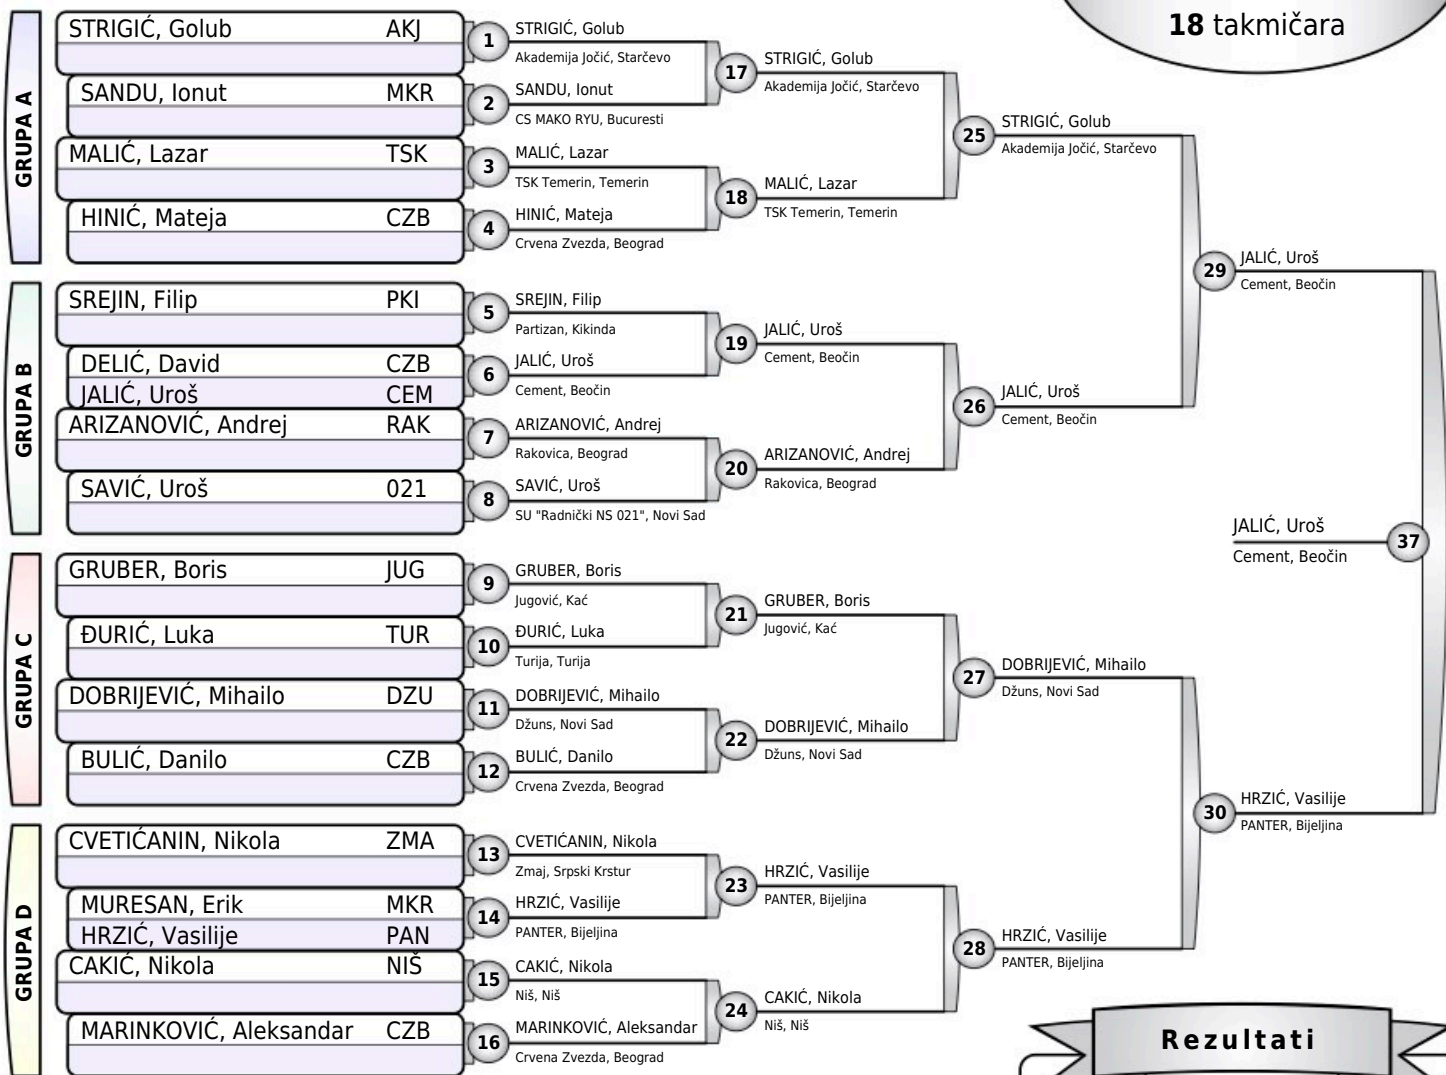 18 takmičara
GRUPA A
STRIGIĆ, Golub AKJ
SANDU, Ionut MKR
MALIĆ, Lazar TSK
HINIĆ, Mateja CZB
GRUPA B
SREJIN, Filip PKI
DELIĆ, David CZB
JALIĆ, Uroš CEM
ARIZANOVIĆ, Andrej RAK
SAVIĆ, Uroš 021
GRUPA C
GRUBER, Boris JUG
ĐURIĆ, Luka TUR
DOBRIJEVIĆ, Mihailo DZU
BULIĆ, Danilo CZB
GRUPA D
CVETIĆANIN, Nikola ZMA
MURESAN, Erik MKR
HRZIĆ, Vasilije PAN
CAKIĆ, Nikola NIŠ
MARINKOVIĆ, Aleksandar CZB
1 STRIGIĆ, Golub
Akademija Jočić, Starčevo
2 SANDU, Ionut
CS MAKO RYU, Bucuresti
3 MALIĆ, Lazar
TSK Temerin, Temerin
4 HINIĆ, Mateja
Crvena Zvezda, Beograd
5 SREJIN, Filip
Partizan, Kikinda
6 JALIĆ, Uroš
Cement, Beočin
7 ARIZANOVIĆ, Andrej
Rakovica, Beograd
8 SAVIĆ, Uroš
SU "Radnički NS 021", Novi Sad
9 GRUBER, Boris
Jugović, Kać
10 ĐURIĆ, Luka
Turija, Turija
11 DOBRIJEVIĆ, Mihailo
Džuns, Novi Sad
12 BULIĆ, Danilo
Crvena Zvezda, Beograd
13 CVETIĆANIN, Nikola
Zmaj, Srpski Krstur
14 HRZIĆ, Vasilije
PANTER, Bijeljina
15 CAKIĆ, Nikola
Niš, Niš
16 MARINKOVIĆ, Aleksandar
Crvena Zvezda, Beograd
17 STRIGIĆ, Golub
Akademija Jočić, Starčevo
18 MALIĆ, Lazar
TSK Temerin, Temerin
19 JALIĆ, Uroš
Cement, Beočin
20 ARIZANOVIĆ, Andrej
Rakovica, Beograd
21 GRUBER, Boris
Jugović, Kać
22 DOBRIJEVIĆ, Mihailo
Džuns, Novi Sad
23 HRZIĆ, Vasilije
PANTER, Bijeljina
24 CAKIĆ, Nikola
Niš, Niš
25 STRIGIĆ, Golub
Akademija Jočić, Starčevo
26 JALIĆ, Uroš
Cement, Beočin
27 DOBRIJEVIĆ, Mihailo
Džuns, Novi Sad
28 HRZIĆ, Vasilije
PANTER, Bijeljina
29 JALIĆ, Uroš
Cement, Beočin
30 HRZIĆ, Vasilije
PANTER, Bijeljina
JALIĆ, Uroš 37
Cement, Beočin
Rezultati